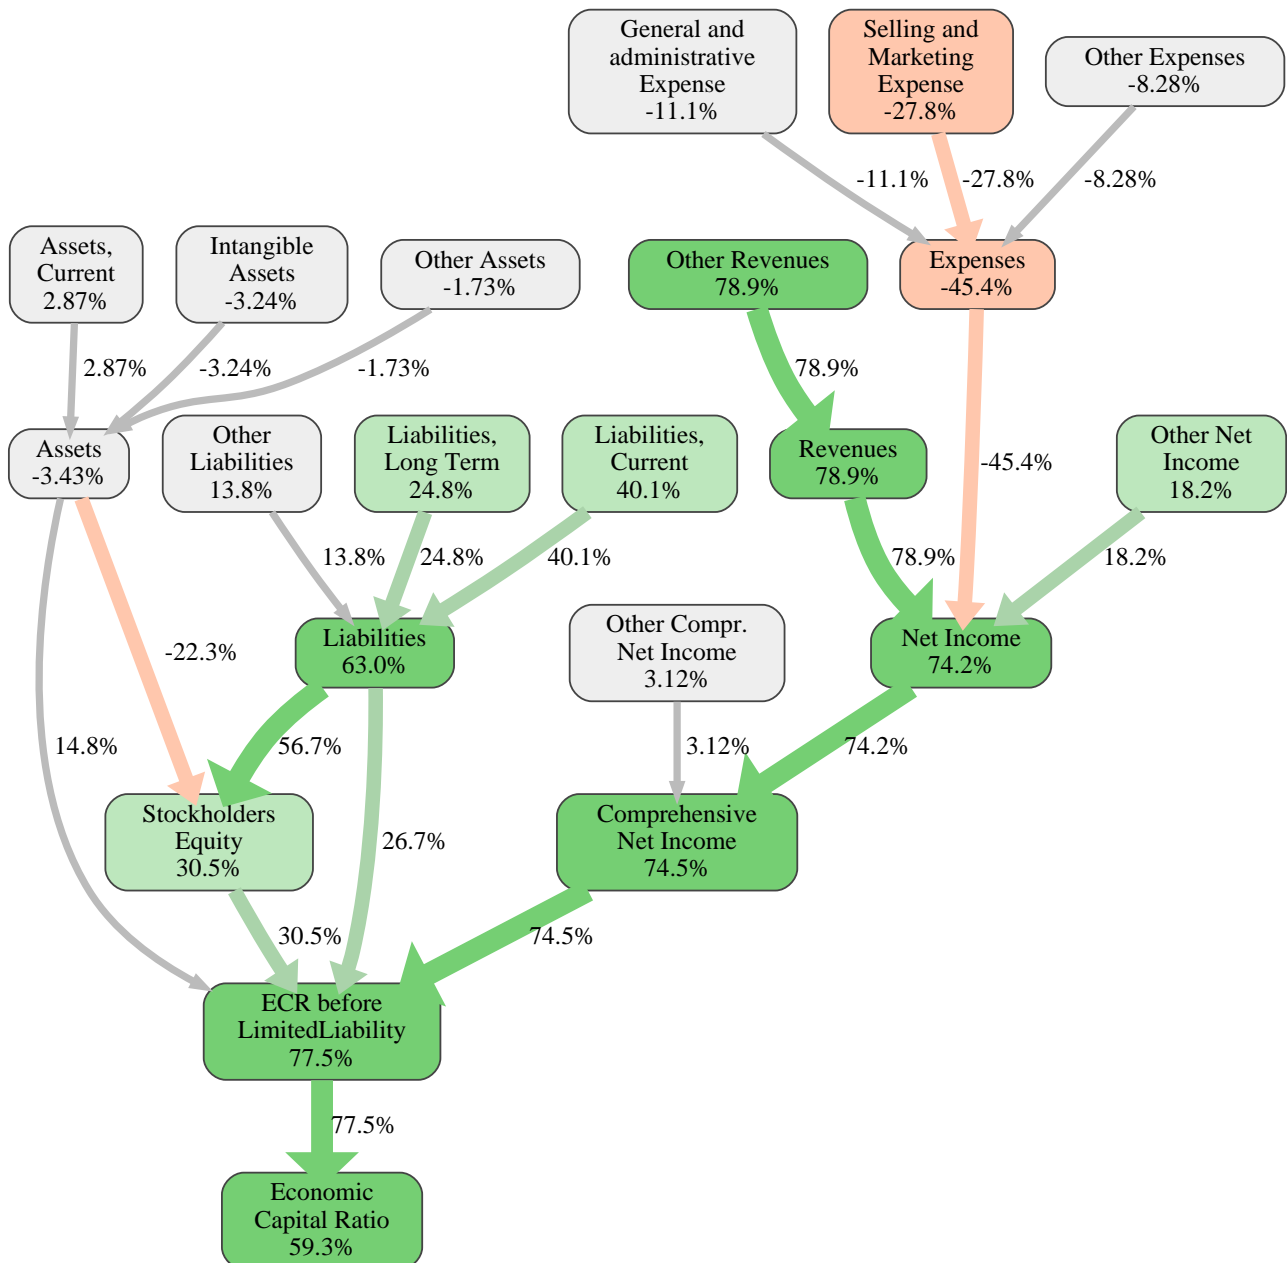 General and
administrative
Expense
-11.1%
Selling and
Marketing
Expense
-27.8%
Other Expenses
-8.28%
-11.1%
-27.8%
-8.28%
Assets,
Current
2.87%
Intangible
Assets
-3.24%
Other Assets
-1.73%
Other Revenues
78.9%
Expenses
-45.4%
2.87%
-3.24%
-1.73%
78.9%
Assets
-3.43%
Other
Liabilities
13.8%
Liabilities,
Long Term
24.8%
Liabilities,
Current
40.1%
Revenues
78.9%
-45.4%
Other Net
Income
18.2%
13.8%
24.8%
40.1%
78.9%
18.2%
-22.3%
Liabilities
63.0%
Other Compr.
Net Income
3.12%
Net Income
74.2%
14.8%
56.7%
3.12%
74.2%
Stockholders
Equity
30.5%
26.7%
Comprehensive
Net Income
74.5%
30.5%
74.5%
ECR before
LimitedLiability
77.5%
77.5%
Economic
Capital Ratio
59.3%